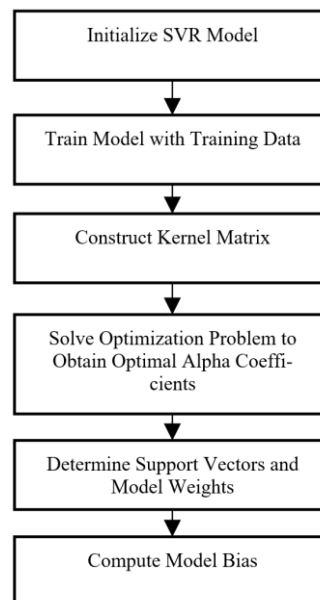 Initialize SVR Model
Train Model with Training Data
Construct Kernel Matrix
Solve Optimization Problem to
Obtain Optimal Alpha Coeffi-
cients
Determine Support Vectors and
Model Weights
Compute Model Bias